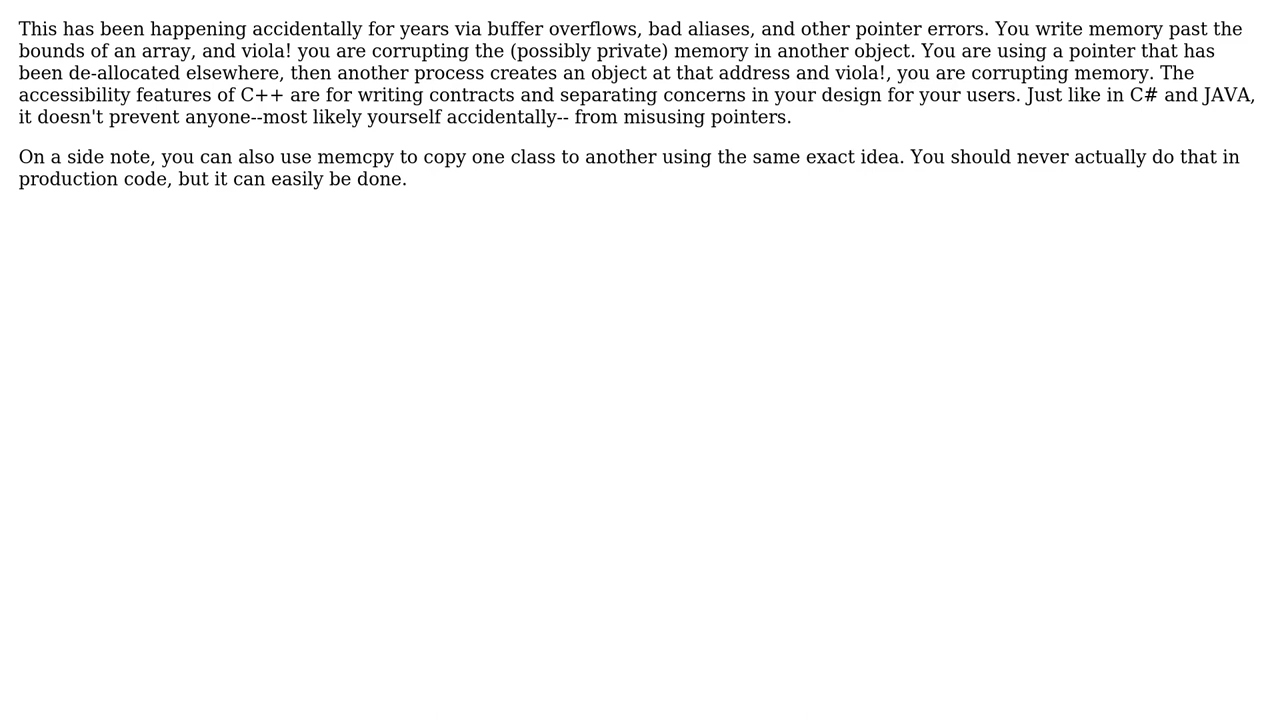 This has been happening accidentally for years via buffer overflows, bad aliases, and other pointer errors. You write memory past the
bounds of an array, and viola! you are corrupting the (possibly private) memory in another object. You are using a pointer that has
been de-allocated elsewhere, then another process creates an object at that address and viola!, you are corrupting memory. The
accessibility features of C++ are for writing contracts and separating concerns in your design for your users. Just like in C# and JAVA,
it doesn't prevent anyone--most likely yourself accidentally-- from misusing pointers.
On a side note, you can also use memcpy to copy one class to another using the same exact idea. You should never actually do that in
production code, but it can easily be done.